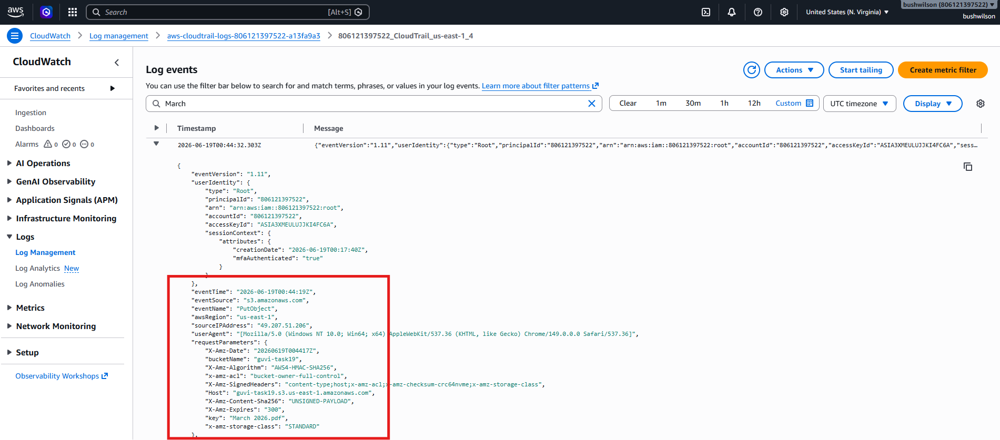 aws
Search [Alt+S]
United States (N. Virginia)
bushwilson (806121397522)
bushwilson
CloudWatch
Log management
aws-cloudtrail-logs-806121397522-a13fa9a3
806121397522_CloudTrail_us-east-1_4
CloudWatch
Favorites and recents
Ingestion
Dashboards
Alarms 0 0 0
AI Operations
GenAI Observability
Application Signals (APM)
Infrastructure Monitoring
Logs
Log Management
Log Analytics New
Log Anomalies
Metrics
Network Monitoring
Setup
Observability Workshops
Log events
Actions
Start tailing
Create metric filter
You can use the filter bar below to search for and match terms, phrases, or values in your log events. Learn more about filter patterns
March
Clear 1m 30m 1h 12h Custom
UTC timezone
Display
Timestamp Message
2026-06-19T00:44:32.303Z {"eventVersion":"1.11","userIdentity":{"type":"Root","principalId":"806121397522","arn":"arn:aws:iam::806121397522:root","accountId":"806121397522","accessKeyId":"ASIA3XMEULUJJKI4FC6A","sess…
{
"eventVersion": "1.11",
"userIdentity": {
"type": "Root",
"principalId": "806121397522",
"arn": "arn:aws:iam::806121397522:root",
"accountId": "806121397522",
"accessKeyId": "ASIA3XMEULUJJKI4FC6A",
"sessionContext": {
"attributes": {
"creationDate": "2026-06-19T00:17:40Z",
"mfaAuthenticated": "true"
}
}
},
"eventTime": "2026-06-19T00:44:19Z",
"eventSource": "s3.amazonaws.com",
"eventName": "PutObject",
"awsRegion": "us-east-1",
"sourceIPAddress": "49.207.51.206",
"userAgent": "[Mozilla/5.0 (Windows NT 10.0; Win64; x64) AppleWebKit/537.36 (KHTML, like Gecko) Chrome/149.0.0.0 Safari/537.36]",
"requestParameters": {
"X-Amz-Date": "20260619T004417Z",
"bucketName": "guvi-task19",
"X-Amz-Algorithm": "AWS4-HMAC-SHA256",
"x-amz-acl": "bucket-owner-full-control",
"X-Amz-SignedHeaders": "content-type;host;x-amz-acl;x-amz-checksum-crc64nvme;x-amz-storage-class",
"Host": "guvi-task19.s3.us-east-1.amazonaws.com",
"X-Amz-Content-Sha256": "UNSIGNED-PAYLOAD",
"X-Amz-Expires": "300",
"key": "March 2026.pdf",
"x-amz-storage-class": "STANDARD"
},